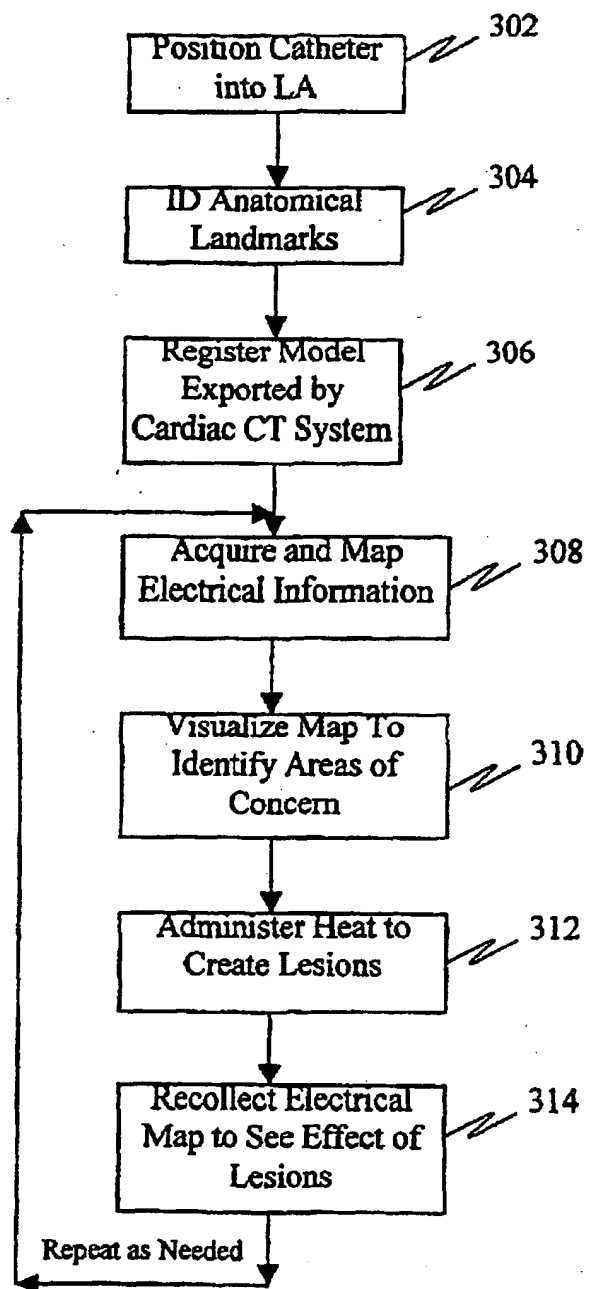 302
Position Catheter
into LA
304
ID Anatomical
Landmarks
306
Register Model
Exported by
Cardiac CT System
308
Acquire and Map
Electrical Information
310
Visualize Map To
Identify Areas of
Concern
312
Administer Heat to
Create Lesions
314
Recollect Electrical
Map to See Effect of
Lesions
Repeat as Needed